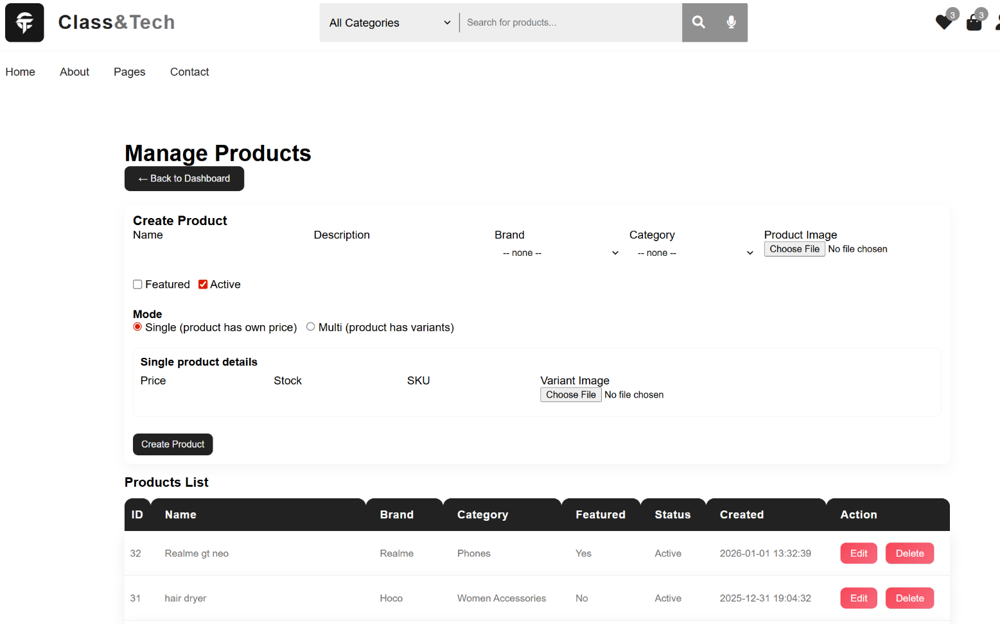 Class&Tech
All Categories
Search for products...
3
3
Home About Pages Contact
Manage Products
← Back to Dashboard
Create Product
Name Description Brand Category Product Image
-- none -- -- none -- Choose File No file chosen
Featured Active
Mode
Single (product has own price) Multi (product has variants)
Single product details
Price Stock SKU Variant Image
Choose File No file chosen
Create Product
Products List
ID Name Brand Category Featured Status Created Action
32 Realme gt neo Realme Phones Yes Active 2026-01-01 13:32:39 Edit Delete
31 hair dryer Hoco Women Accessories No Active 2025-12-31 19:04:32 Edit Delete